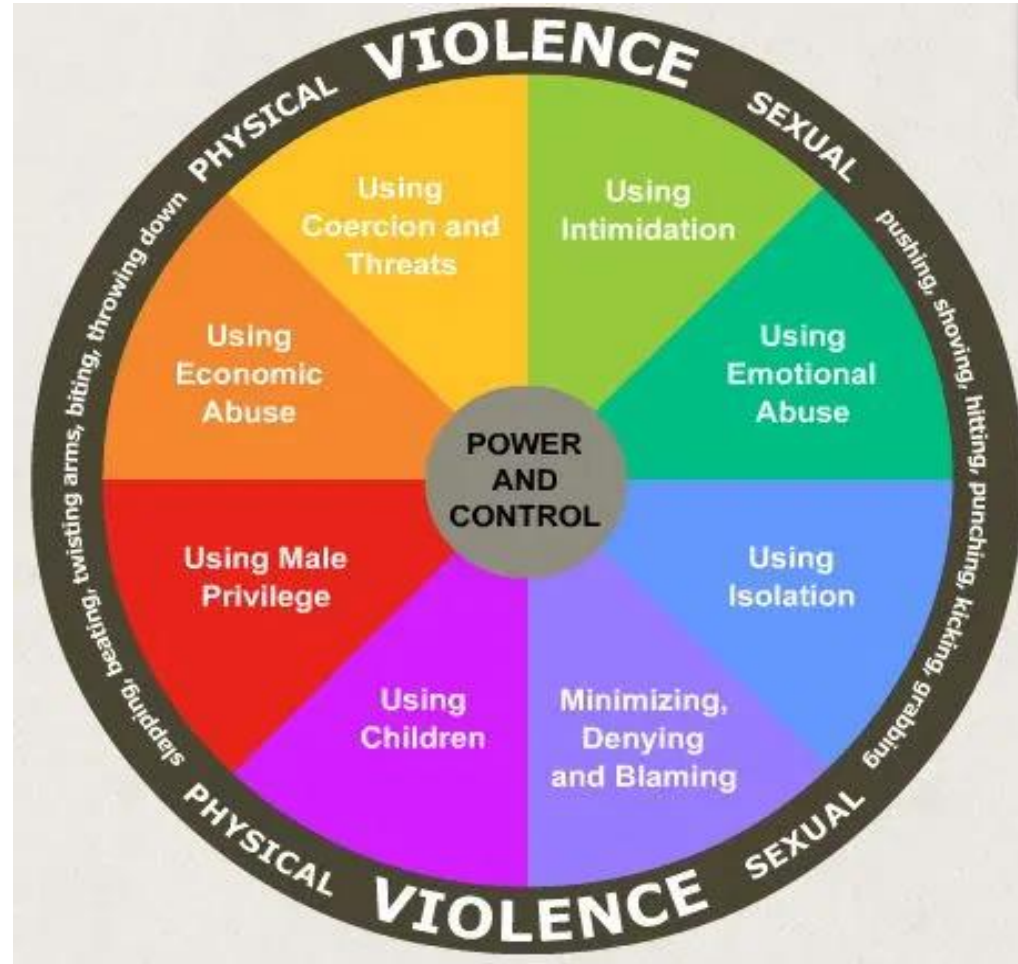 PHYSICAL VIOLENCE SEXUAL
pushing, shoving, hitting, punching, kicking, grabbing
slapping, beating, twisting arms, biting, throwing down
PHYSICAL VIOLENCE SEXUAL
Using
Coercion and
Threats
Using
Intimidation
Using
Emotional
Abuse
Using
Isolation
Minimizing,
Denying
and Blaming
Using
Children
Using Male
Privilege
Using
Economic
Abuse
POWER
AND
CONTROL